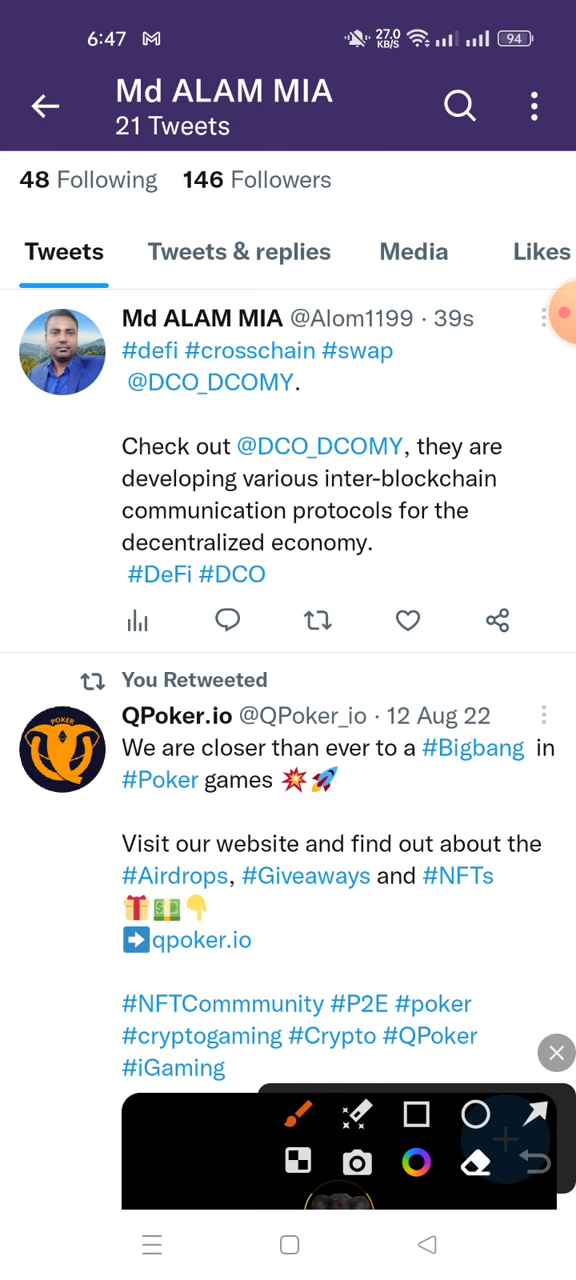 6:47
27.0
KB/S
94
Md ALAM MIA
21 Tweets
48 Following 146 Followers
Tweets Tweets & replies Media Likes
Md ALAM MIA @Alom1199 · 39s
#defi #crosschain #swap
@DCO_DCOMY.
Check out @DCO_DCOMY, they are
developing various inter-blockchain
communication protocols for the
decentralized economy.
#DeFi #DCO
You Retweeted
QPoker.io @QPoker_io · 12 Aug 22
We are closer than ever to a #Bigbang in
#Poker games 💥🚀
Visit our website and find out about the
#Airdrops, #Giveaways and #NFTs
🎁💵👇
➡️qpoker.io
#NFTCommmunity #P2E #poker
#cryptogaming #Crypto #QPoker
#iGaming
POKER